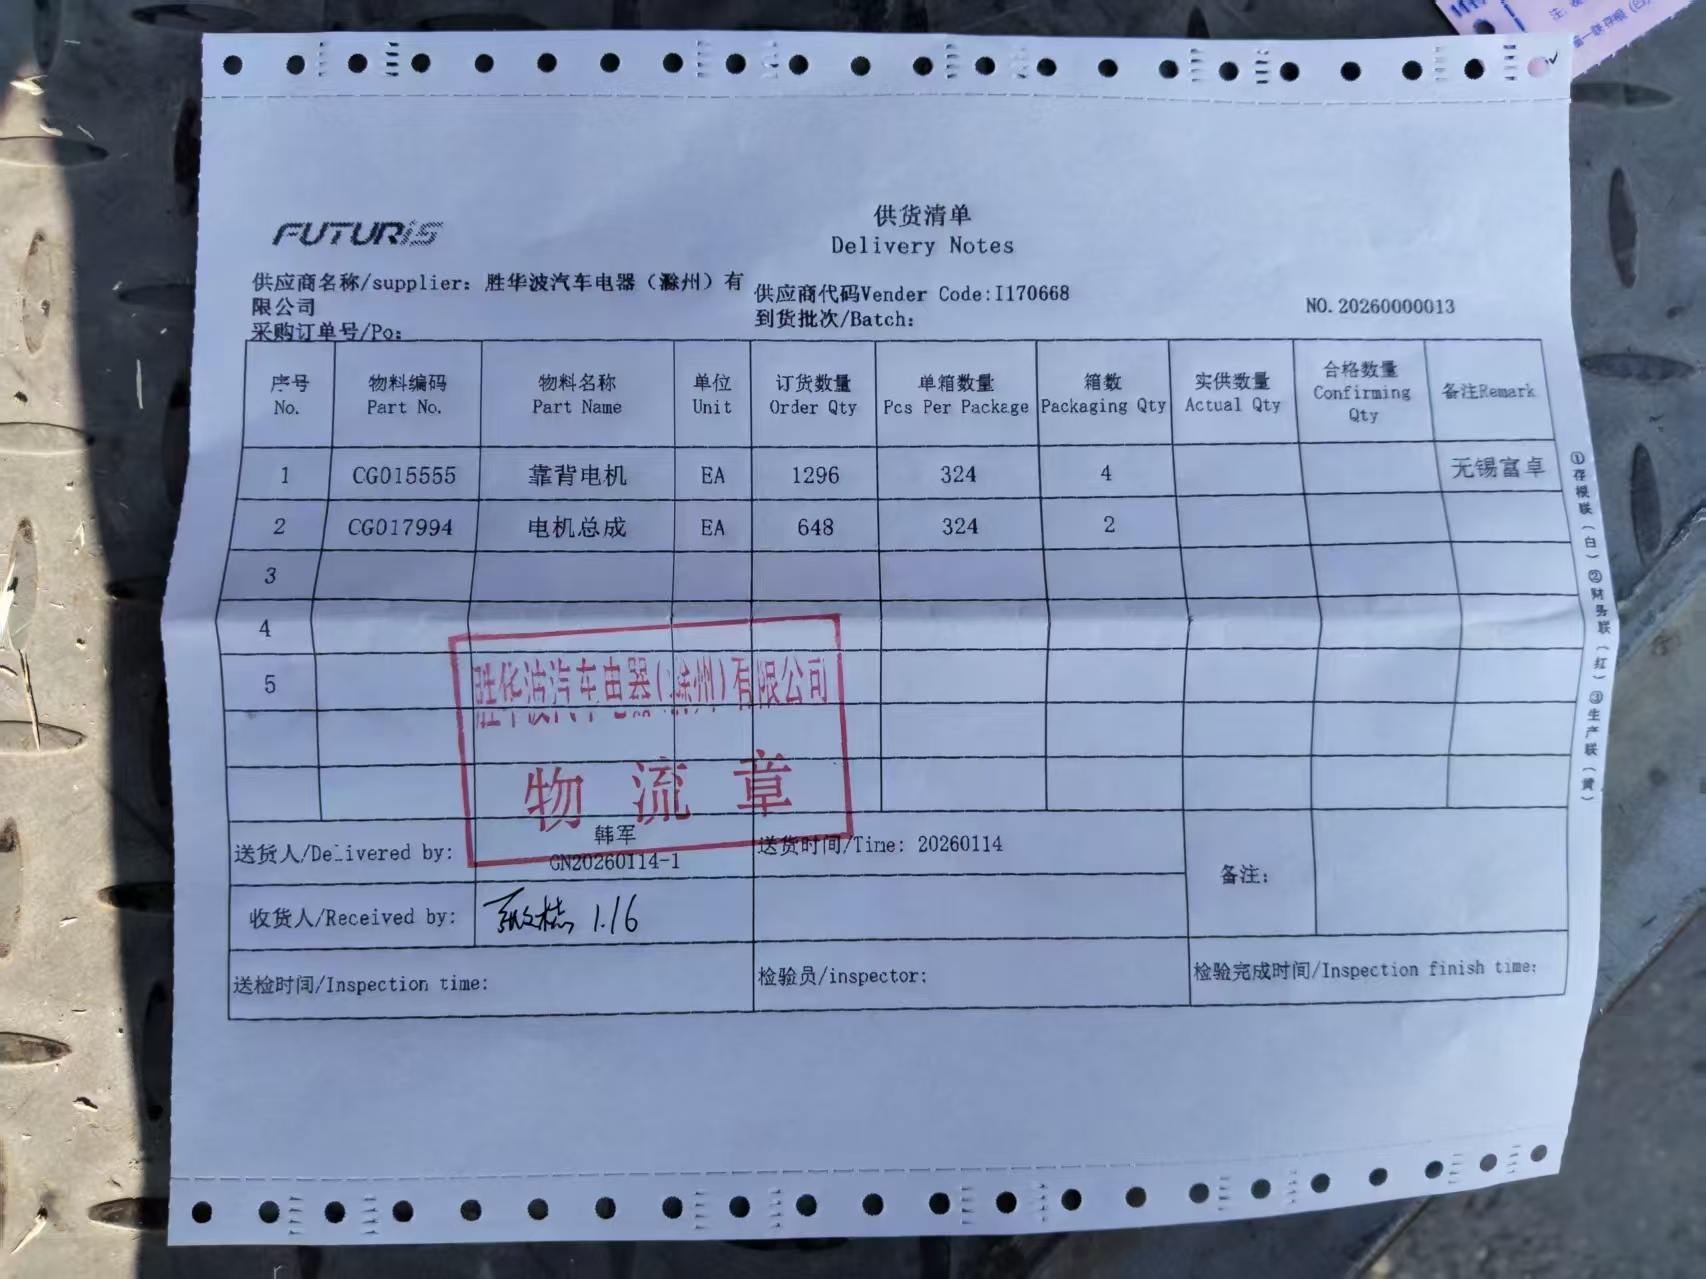 FUTURiS
供货清单
Delivery Notes
供应商名称/supplier: 胜华波汽车电器（滁州）有
限公司
供应商代码Vender Code:I170668
NO.20260000013
采购订单号/Po:
到货批次/Batch:
序号 物料编码 物料名称 单位 订货数量 单箱数量 箱数 实供数量 合格数量 备注Remark
No. Part No. Part Name Unit Order Qty Pcs Per Package Packaging Qty Actual Qty Confirming Qty
1 CG015555 靠背电机 EA 1296 324 4 无锡富卓
2 CG017994 电机总成 EA 648 324 2
3
4
5
胜华波汽车电器（滁州）有限公司
物流章
送货人/Delivered by: 韩军
GN20260114-1
送货时间/Time: 20260114
备注:
收货人/Received by: 1.16
送检时间/Inspection time:
检验员/inspector:
检验完成时间/Inspection finish time:
①存根联（白）②财务联（红）③生产联（黄）